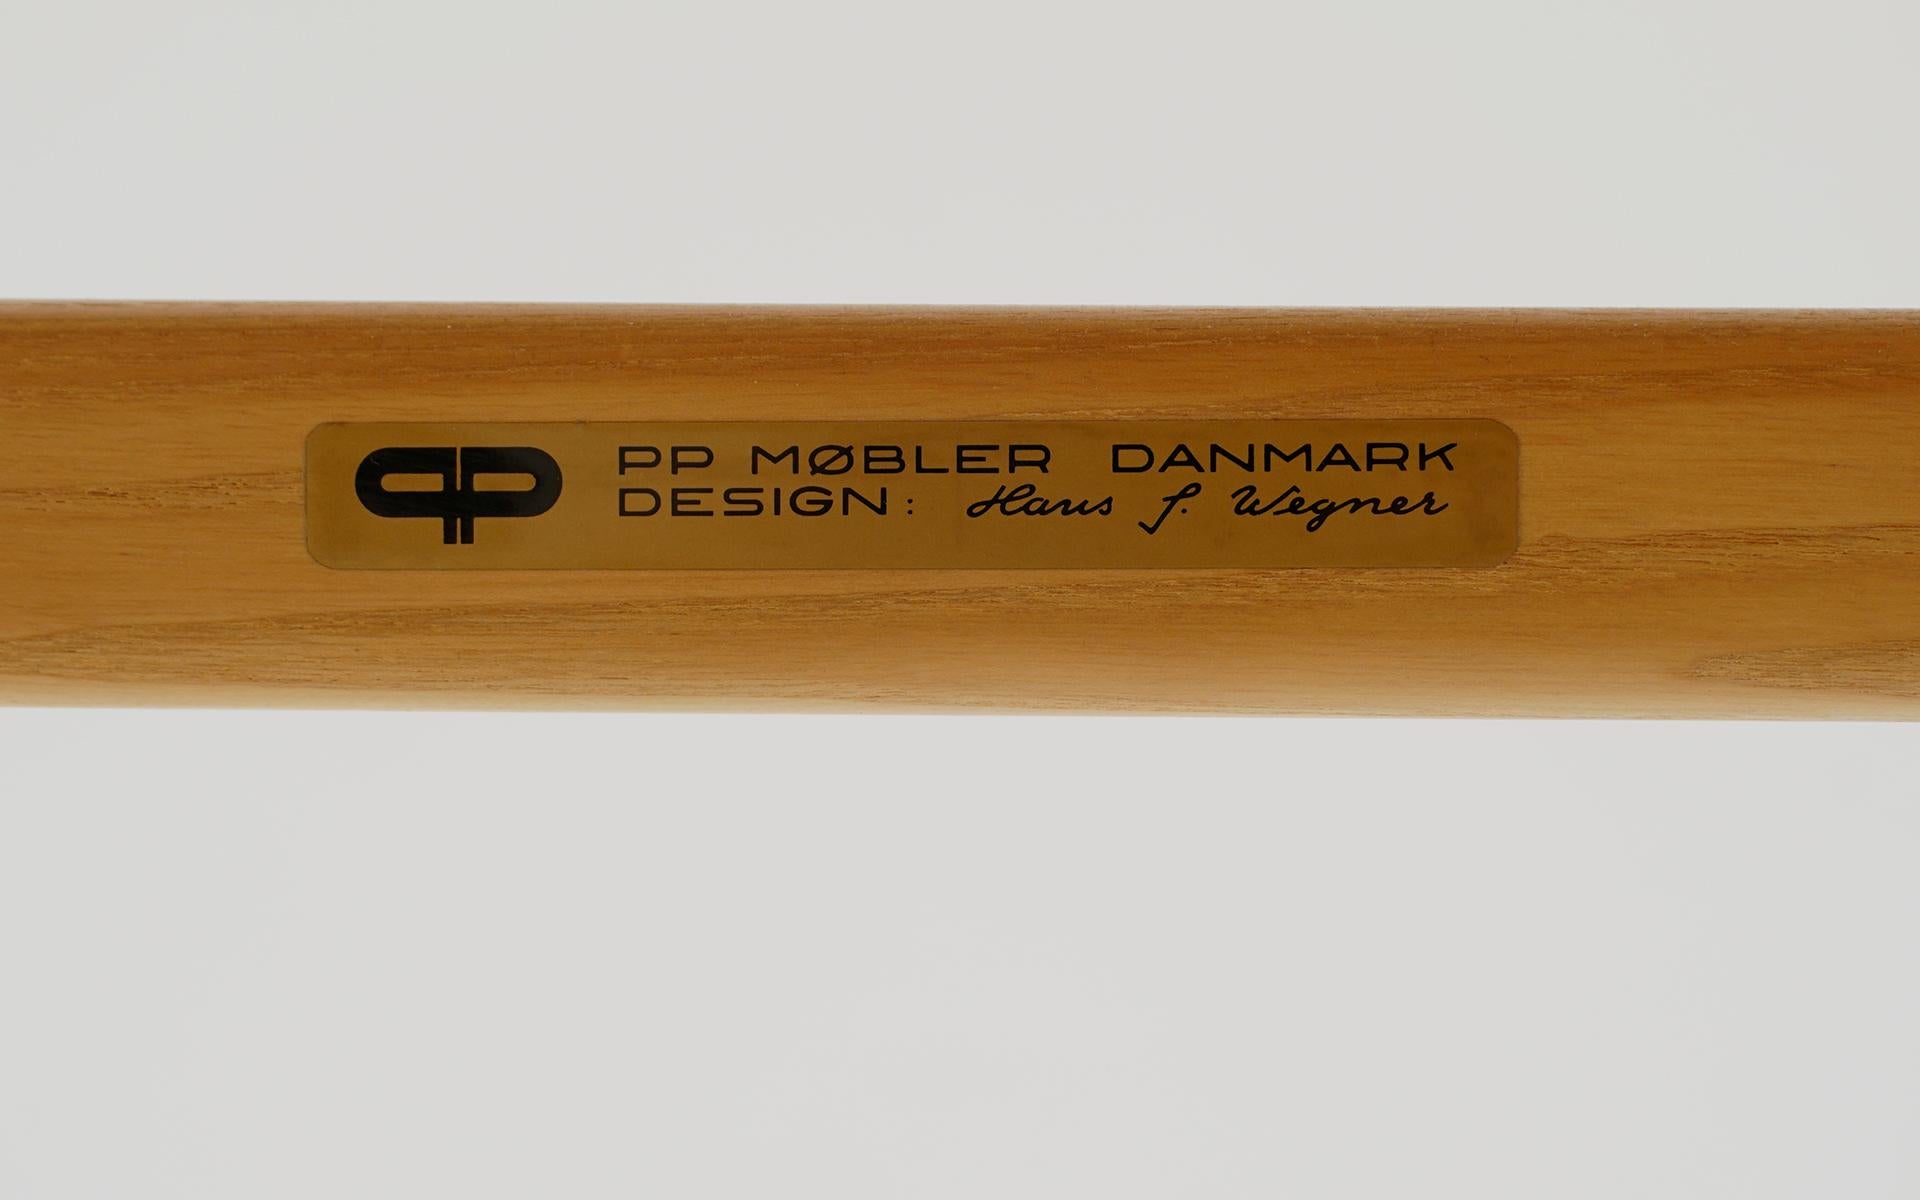 PP MØBLER DANMARK
DESIGN: Hans J. Wegner